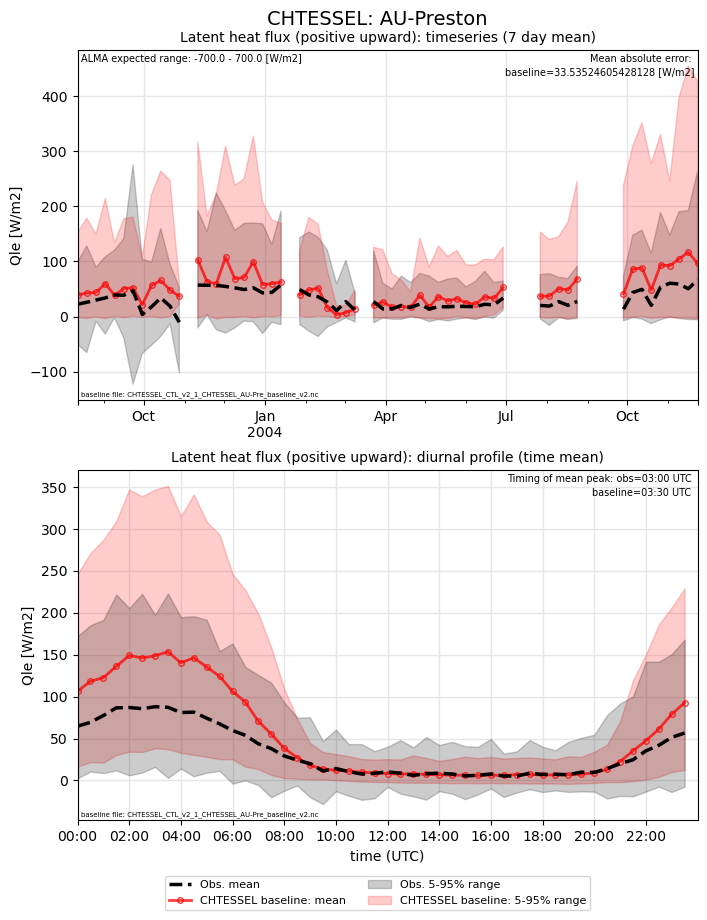 CHTESSEL: AU-Preston
Latent heat flux (positive upward): timeseries (7 day mean)
ALMA expected range: -700.0 - 700.0 [W/m2]
Mean absolute error:
baseline=33.53524605428128 [W/m2]
400
300
200
100
0
−100
Qle [W/m2]
baseline file: CHTESSEL_CTL_v2_1_CHTESSEL_AU-Pre_baseline_v2.nc
Oct Jan Apr Jul Oct
2004
Latent heat flux (positive upward): diurnal profile (time mean)
Timing of mean peak: obs=03:00 UTC
baseline=03:30 UTC
350
300
250
200
150
100
50
0
Qle [W/m2]
baseline file: CHTESSEL_CTL_v2_1_CHTESSEL_AU-Pre_baseline_v2.nc
00:00 02:00 04:00 06:00 08:00 10:00 12:00 14:00 16:00 18:00 20:00 22:00
time (UTC)
Obs. mean
CHTESSEL baseline: mean
Obs. 5-95% range
CHTESSEL baseline: 5-95% range